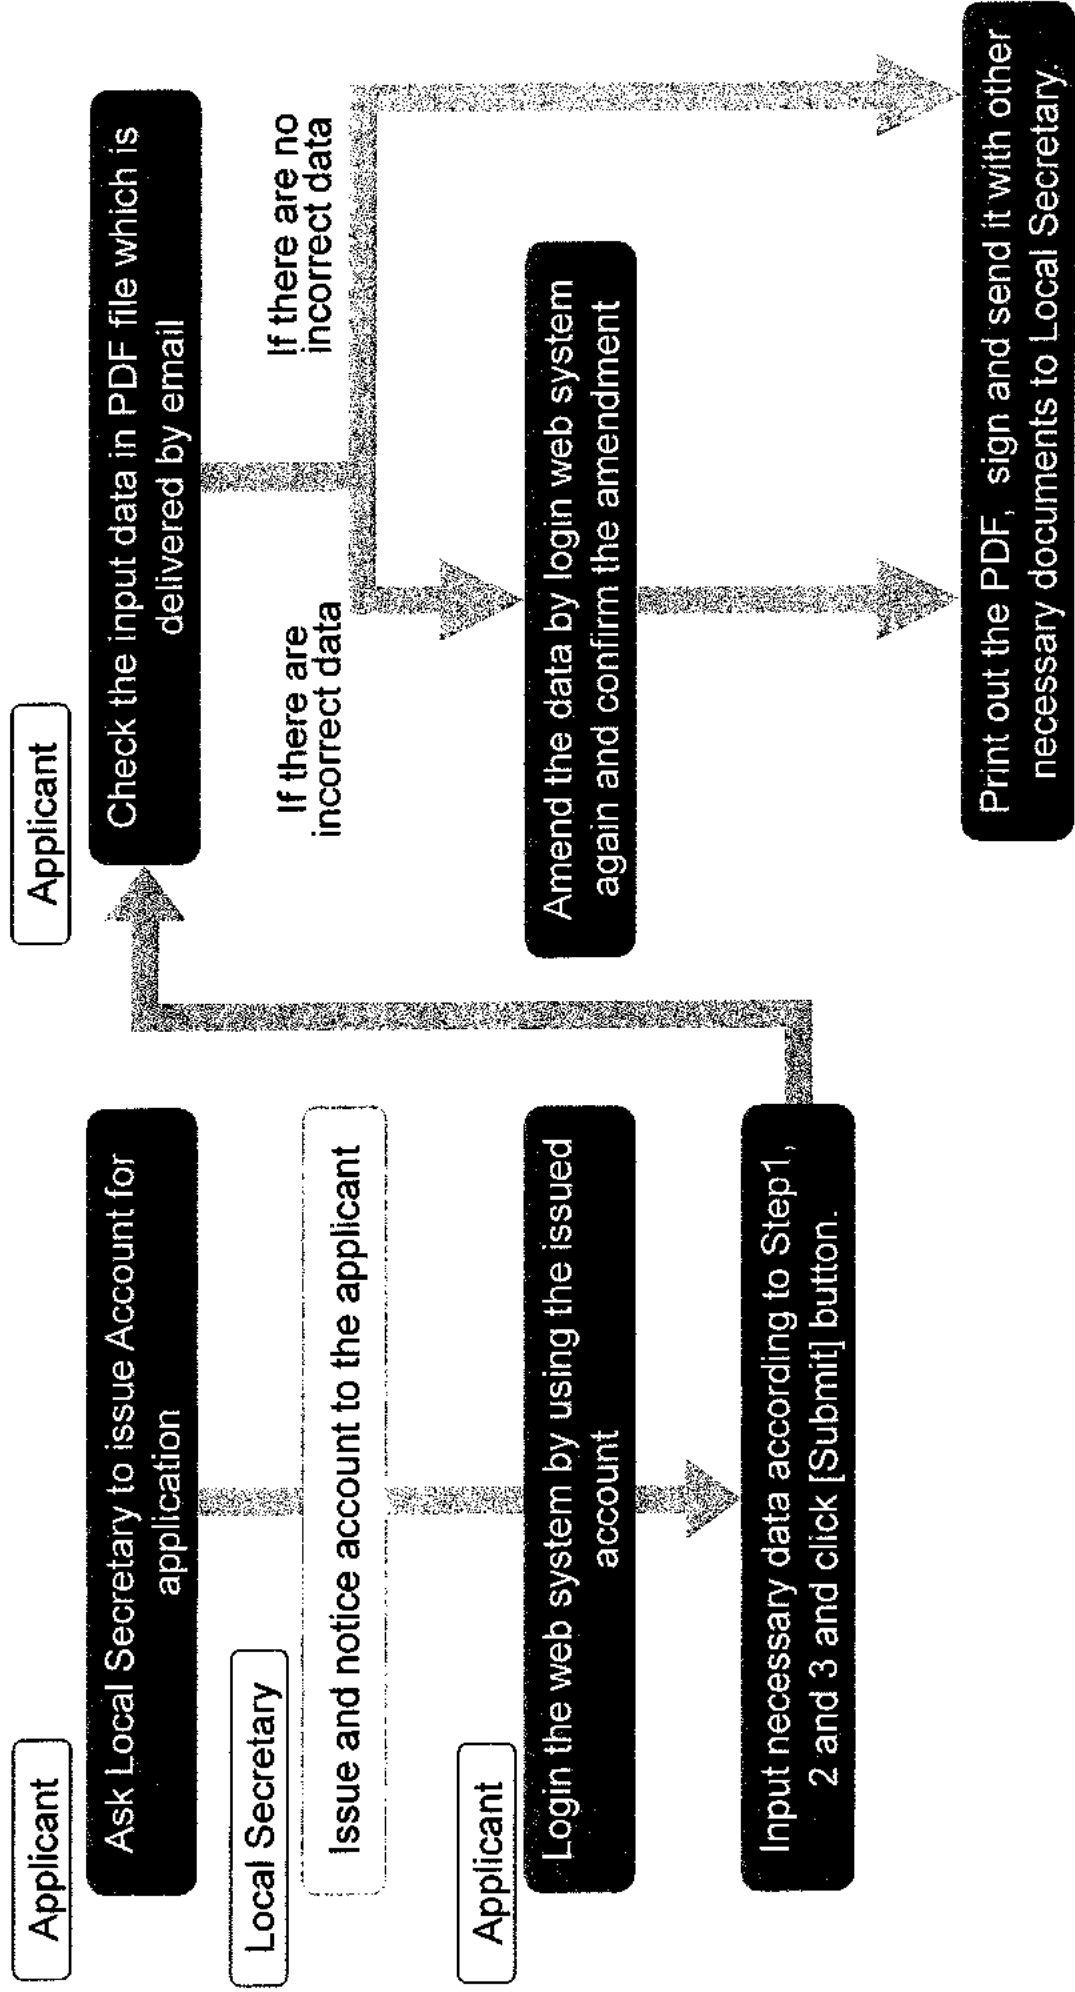 Applicant
Ask Local Secretary to issue Account for
application
Local Secretary
Issue and notice account to the applicant
Applicant
Login the web system by using the issued
account
Input necessary data according to Step1,
2 and 3 and click [Submit] button.
Applicant
Check the input data in PDF file which is
delivered by email
If there are
incorrect data
If there are no
incorrect data
Amend the data by login web system
again and confirm the amendment
Print out the PDF, sign and send it with other
necessary documents to Local Secretary.